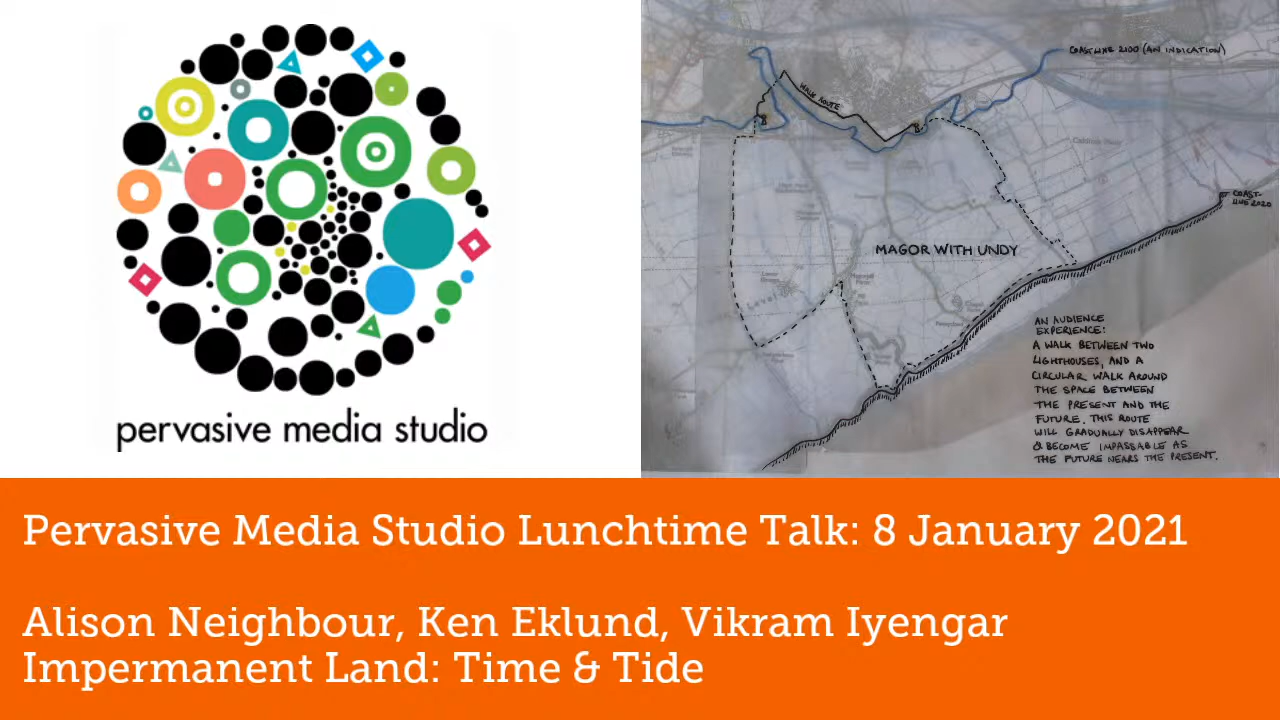 pervasive media studio
COASTLINE 2100 (AN INDICATION)
WALK ROUTE
COAST-
LINE 2020
MAGOR WITH UNDY
AN AUDIENCE
EXPERIENCE:
A WALK BETWEEN TWO
LIGHTHOUSES, AND A
CIRCULAR WALK AROUND
THE SPACE BETWEEN
THE PRESENT AND THE
FUTURE. THIS ROUTE
WILL GRADUALLY DISAPPEAR
& BECOME IMPASSABLE AS
THE FUTURE NEARS THE PRESENT.
Pervasive Media Studio Lunchtime Talk: 8 January 2021
Alison Neighbour, Ken Eklund, Vikram Iyengar
Impermanent Land: Time & Tide